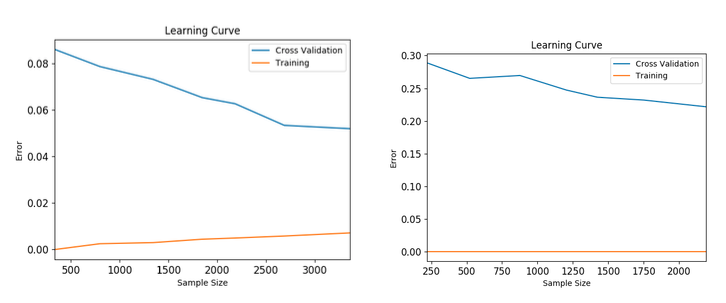 Learning Curve
Cross Validation
Training
0.08
0.06
0.04
0.02
0.00
Error
500 1000 1500 2000 2500 3000
Sample Size
Learning Curve
Cross Validation
Training
0.30
0.25
0.20
0.15
0.10
0.05
0.00
Error
250 500 750 1000 1250 1500 1750 2000
Sample Size